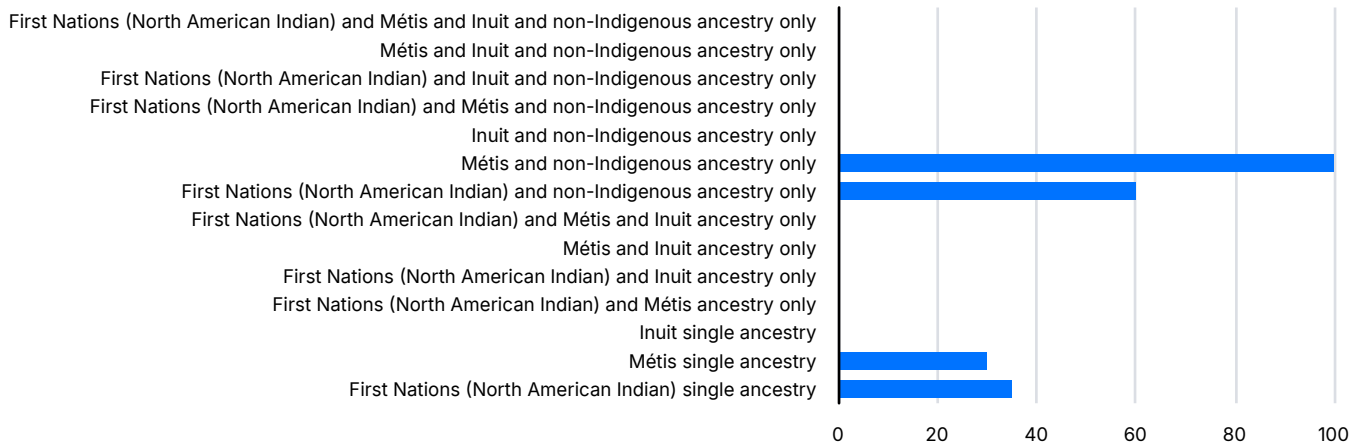 First Nations (North American Indian) and Métis and Inuit and non-Indigenous ancestry only
Métis and Inuit and non-Indigenous ancestry only
First Nations (North American Indian) and Inuit and non-Indigenous ancestry only
First Nations (North American Indian) and Métis and non-Indigenous ancestry only
Inuit and non-Indigenous ancestry only
Métis and non-Indigenous ancestry only
First Nations (North American Indian) and non-Indigenous ancestry only
First Nations (North American Indian) and Métis and Inuit ancestry only
Métis and Inuit ancestry only
First Nations (North American Indian) and Inuit ancestry only
First Nations (North American Indian) and Métis ancestry only
Inuit single ancestry
Métis single ancestry
First Nations (North American Indian) single ancestry
0 20 40 60 80 100